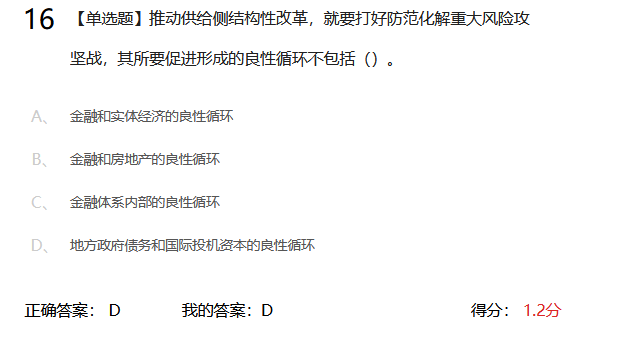 16 【单选题】推动供给侧结构性改革，就要打好防范化解重大风险攻
坚战，其所要促进形成的良性循环不包括（）。
A、 金融和实体经济的良性循环
B、 金融和房地产的良性循环
C、 金融体系内部的良性循环
D、 地方政府债务和国际投机资本的良性循环
正确答案： D 我的答案：D 得分： 1.2分